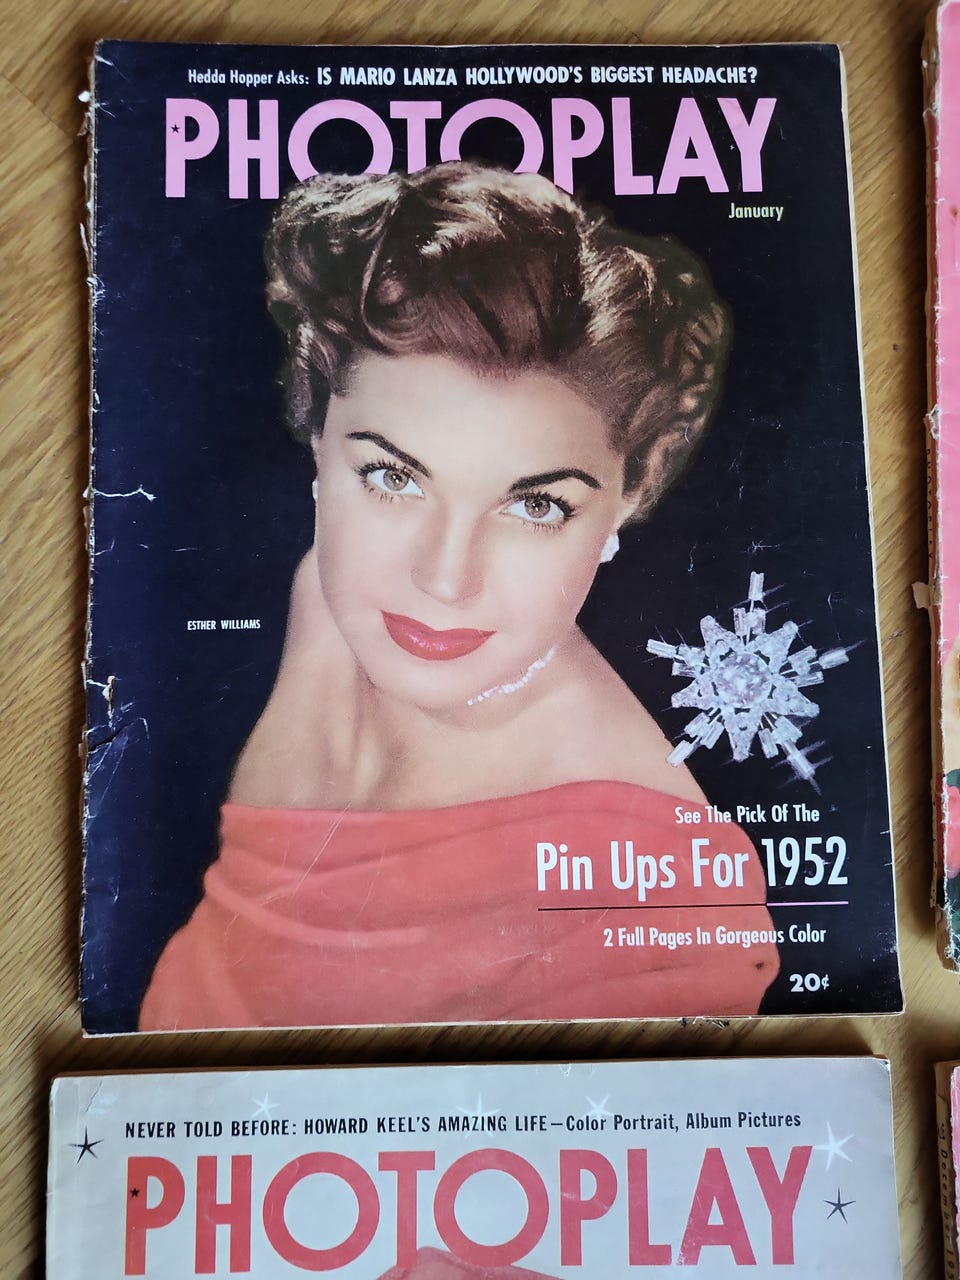 Hedda Hopper Asks: IS MARIO LANZA HOLLYWOOD'S BIGGEST HEADACHE?
PHOTOPLAY
January
ESTHER WILLIAMS
See The Pick Of The
Pin Ups For 1952
2 Full Pages In Gorgeous Color
20¢
NEVER TOLD BEFORE: HOWARD KEEL'S AMAZING LIFE—Color Portrait, Album Pictures
PHOTOPLAY